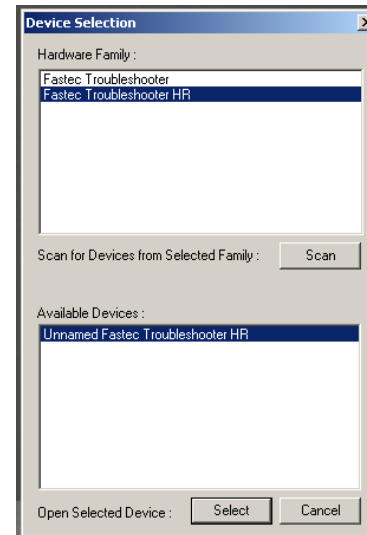 Device Selection
Hardware Family :
Fastec Troubleshooter
Fastec Troubleshooter HR
Scan for Devices from Selected Family : Scan
Available Devices :
Unnamed Fastec Troubleshooter HR
Open Selected Device : Select Cancel